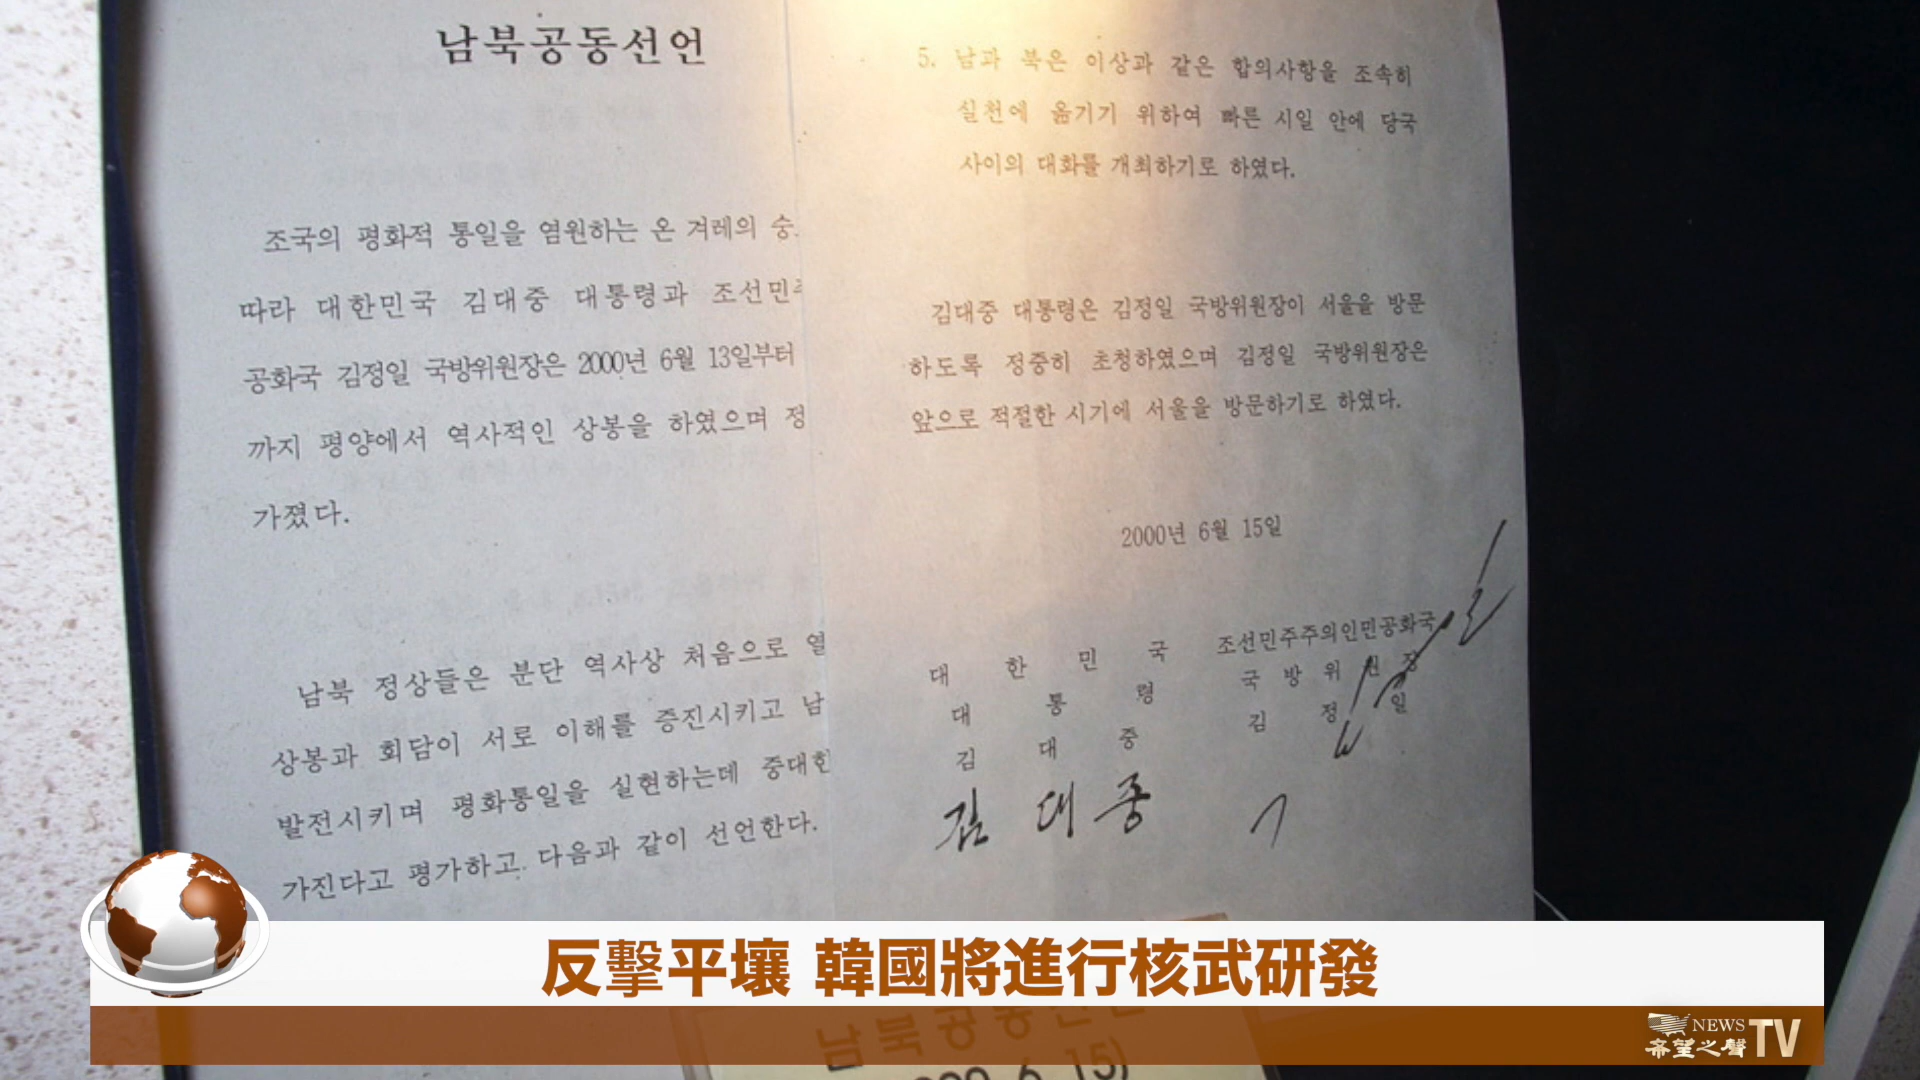 남북공동선언
조국의 평화적 통일을 염원하는 온 겨레의 숭
따라 대한민국 김대중 대통령과 조선민주
공화국 김정일 국방위원장은 2000년 6월 13일부터
까지 평양에서 역사적인 상봉을 하였으며 정
가졌다.
남북 정상들은 분단 역사상 처음으로 열
상봉과 회담이 서로 이해를 증진시키고 남
발전시키며 평화통일을 실현하는데 중대한
가진다고 평가하고 다음과 같이 선언한다.
5. 남과 북은 이상과 같은 합의사항을 조속히
실천에 옮기기 위하여 빠른 시일 안에 당국
사이의 대화를 개최하기로 하였다.
김대중 대통령은 김정일 국방위원장이 서울을 방문
하도록 정중히 초청하였으며 김정일 국방위원장은
앞으로 적절한 시기에 서울을 방문하기로 하였다.
2000년 6월 15일
대한민국
대통령
김대중
김대중
조선민주주의인민공화국
국방위원장
김정일
反擊平壤 韓國將進行核武研發
남북공동선언
6. 15)
NEWS
希望之聲 TV